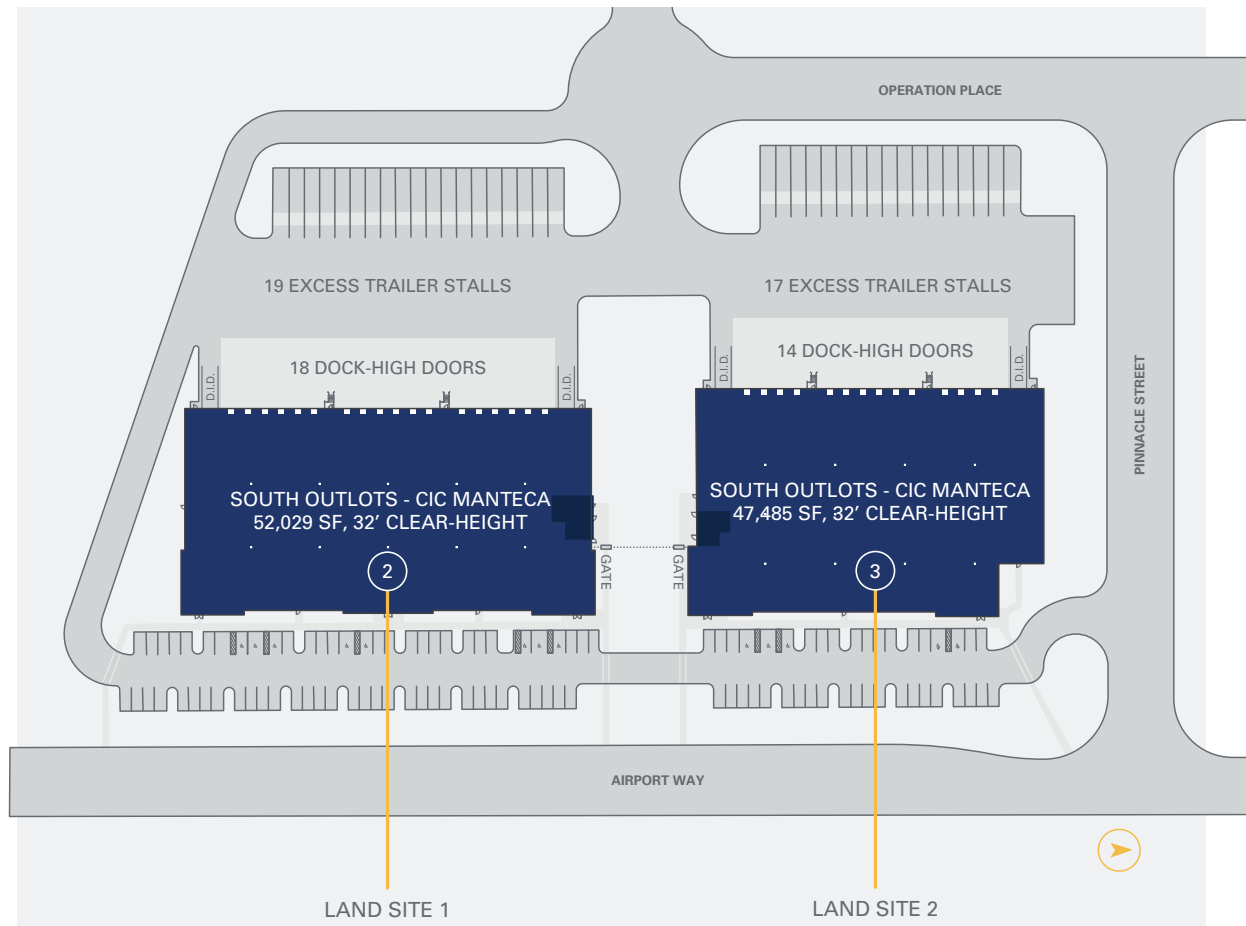 OPERATION PLACE
19 EXCESS TRAILER STALLS
17 EXCESS TRAILER STALLS
18 DOCK-HIGH DOORS
14 DOCK-HIGH DOORS
D.I.D.
D.I.D.
D.I.D.
D.I.D.
PINNACLE STREET
SOUTH OUTLOTS - CIC MANTECA
52,029 SF, 32’ CLEAR-HEIGHT
2
SOUTH OUTLOTS - CIC MANTECA
47,485 SF, 32’ CLEAR-HEIGHT
3
GATE
GATE
AIRPORT WAY
LAND SITE 1
LAND SITE 2